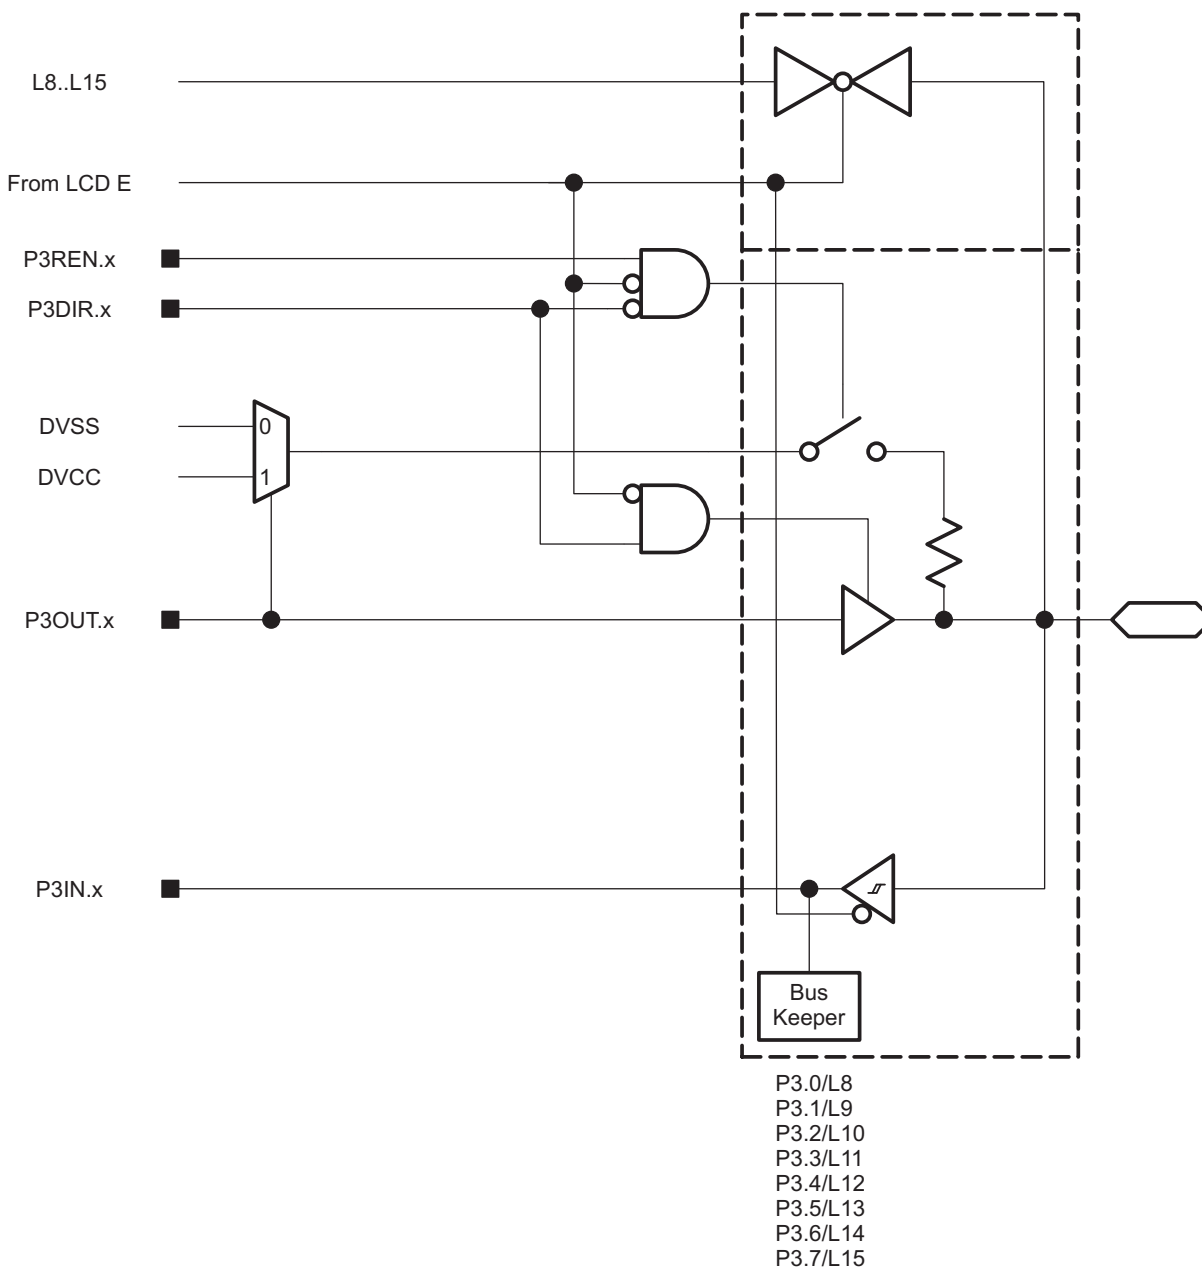 L8..L15
From LCD E
P3REN.x
P3DIR.x
DVSS
0
DVCC
1
P3OUT.x
P3IN.x
Bus
Keeper
P3.0/L8
P3.1/L9
P3.2/L10
P3.3/L11
P3.4/L12
P3.5/L13
P3.6/L14
P3.7/L15